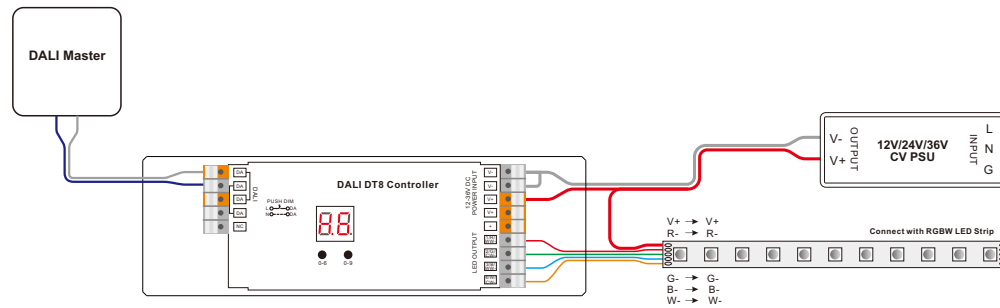 DALI Master
DA
DA
DA
DA
NC
DALI
PUSH DIM
L DA
N DA
DALI DT8 Controller
0-6
0-9
12-36V DC
POWER INPUT
V-
V-
V+
V+
+
LED OUTPUT
V-
V+
OUTPUT
12V/24V/36V
CV PSU
INPUT
L
N
G
V+ → V+
R- → R-
Connect with RGBW LED Strip
G- → G-
B- → B-
W- → W-